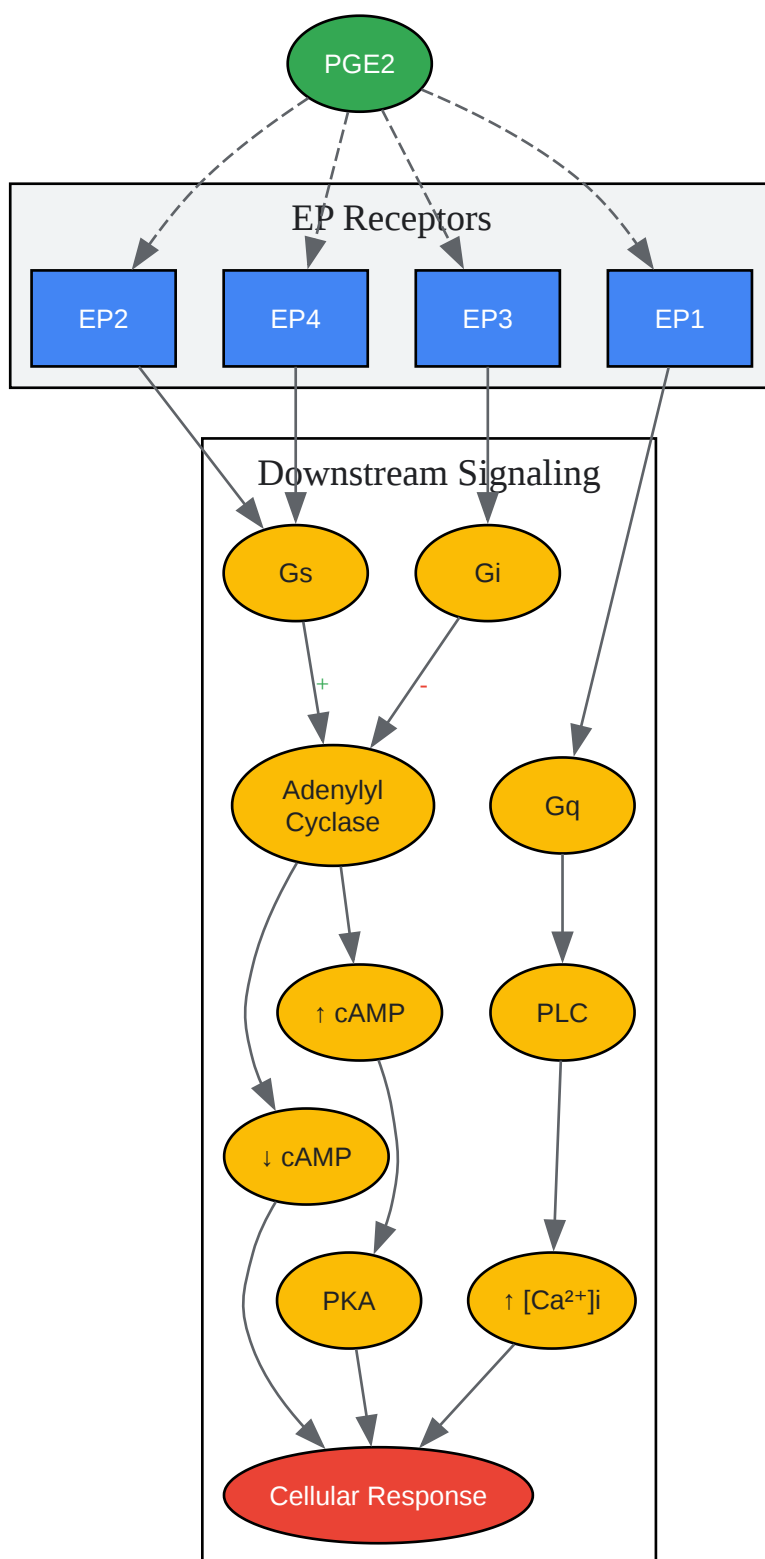 PGE2
EP Receptors
EP2
EP4
EP3
EP1
Downstream Signaling
Gs
Gi
+
-
Adenylyl
Cyclase
Gq
↑ cAMP
PLC
↓ cAMP
PKA
↑ [Ca²⁺]i
Cellular Response